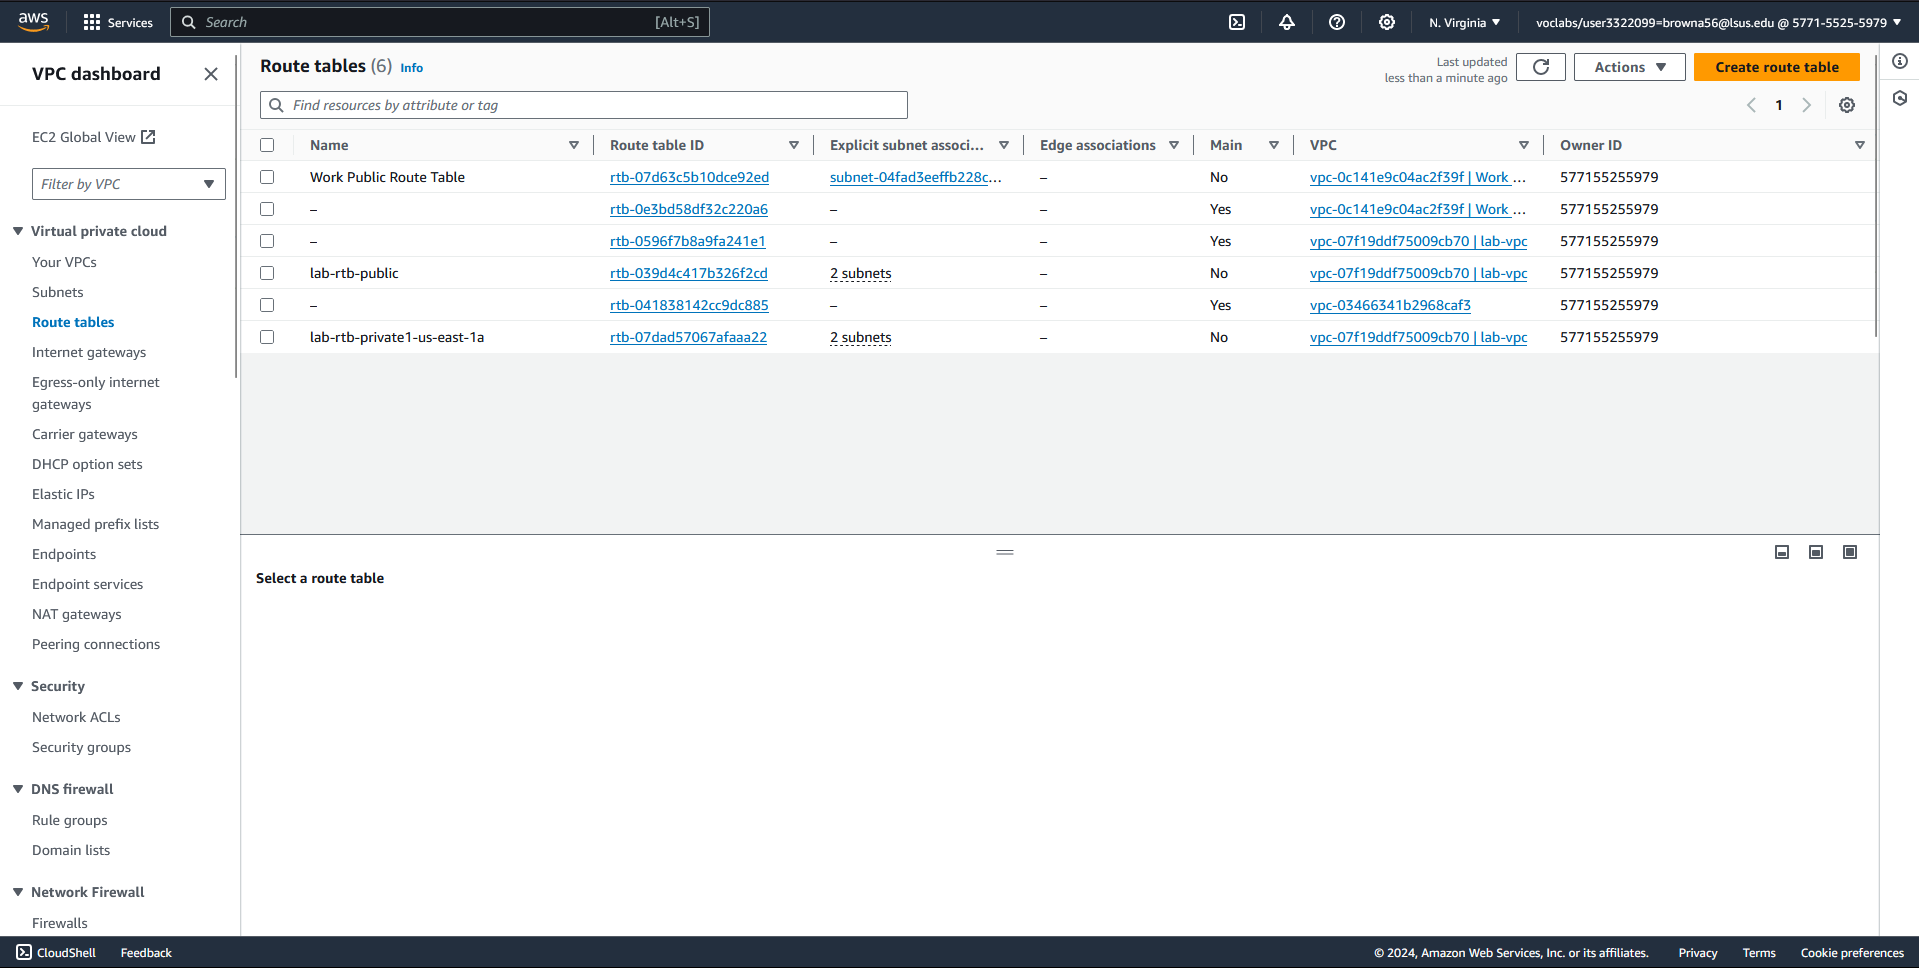 aws
Services
Search
[Alt+S]
N. Virginia
voclabs/user3322099=browna56@lsus.edu @ 5771-5525-5979
VPC dashboard
EC2 Global View
Filter by VPC
Virtual private cloud
Your VPCs
Subnets
Route tables
Internet gateways
Egress-only internet
gateways
Carrier gateways
DHCP option sets
Elastic IPs
Managed prefix lists
Endpoints
Endpoint services
NAT gateways
Peering connections
Security
Network ACLs
Security groups
DNS firewall
Rule groups
Domain lists
Network Firewall
Firewalls
Route tables (6) Info
Last updated
less than a minute ago
Actions
Create route table
Find resources by attribute or tag
1
Name Route table ID Explicit subnet associ... Edge associations Main VPC Owner ID
Work Public Route Table rtb-07d63c5b10dce92ed subnet-04fad3eeffb228c... – No vpc-0c141e9c04ac2f39f | Work ... 577155255979
– rtb-0e3bd58df32c220a6 – – Yes vpc-0c141e9c04ac2f39f | Work ... 577155255979
– rtb-0596f7b8a9fa241e1 – – Yes vpc-07f19ddf75009cb70 | lab-vpc 577155255979
lab-rtb-public rtb-039d4c417b326f2cd 2 subnets – No vpc-07f19ddf75009cb70 | lab-vpc 577155255979
– rtb-041838142cc9dc885 – – Yes vpc-03466341b2968caf3 577155255979
lab-rtb-private1-us-east-1a rtb-07dad57067afaaa22 2 subnets – No vpc-07f19ddf75009cb70 | lab-vpc 577155255979
Select a route table
CloudShell
Feedback
© 2024, Amazon Web Services, Inc. or its affiliates.
Privacy
Terms
Cookie preferences